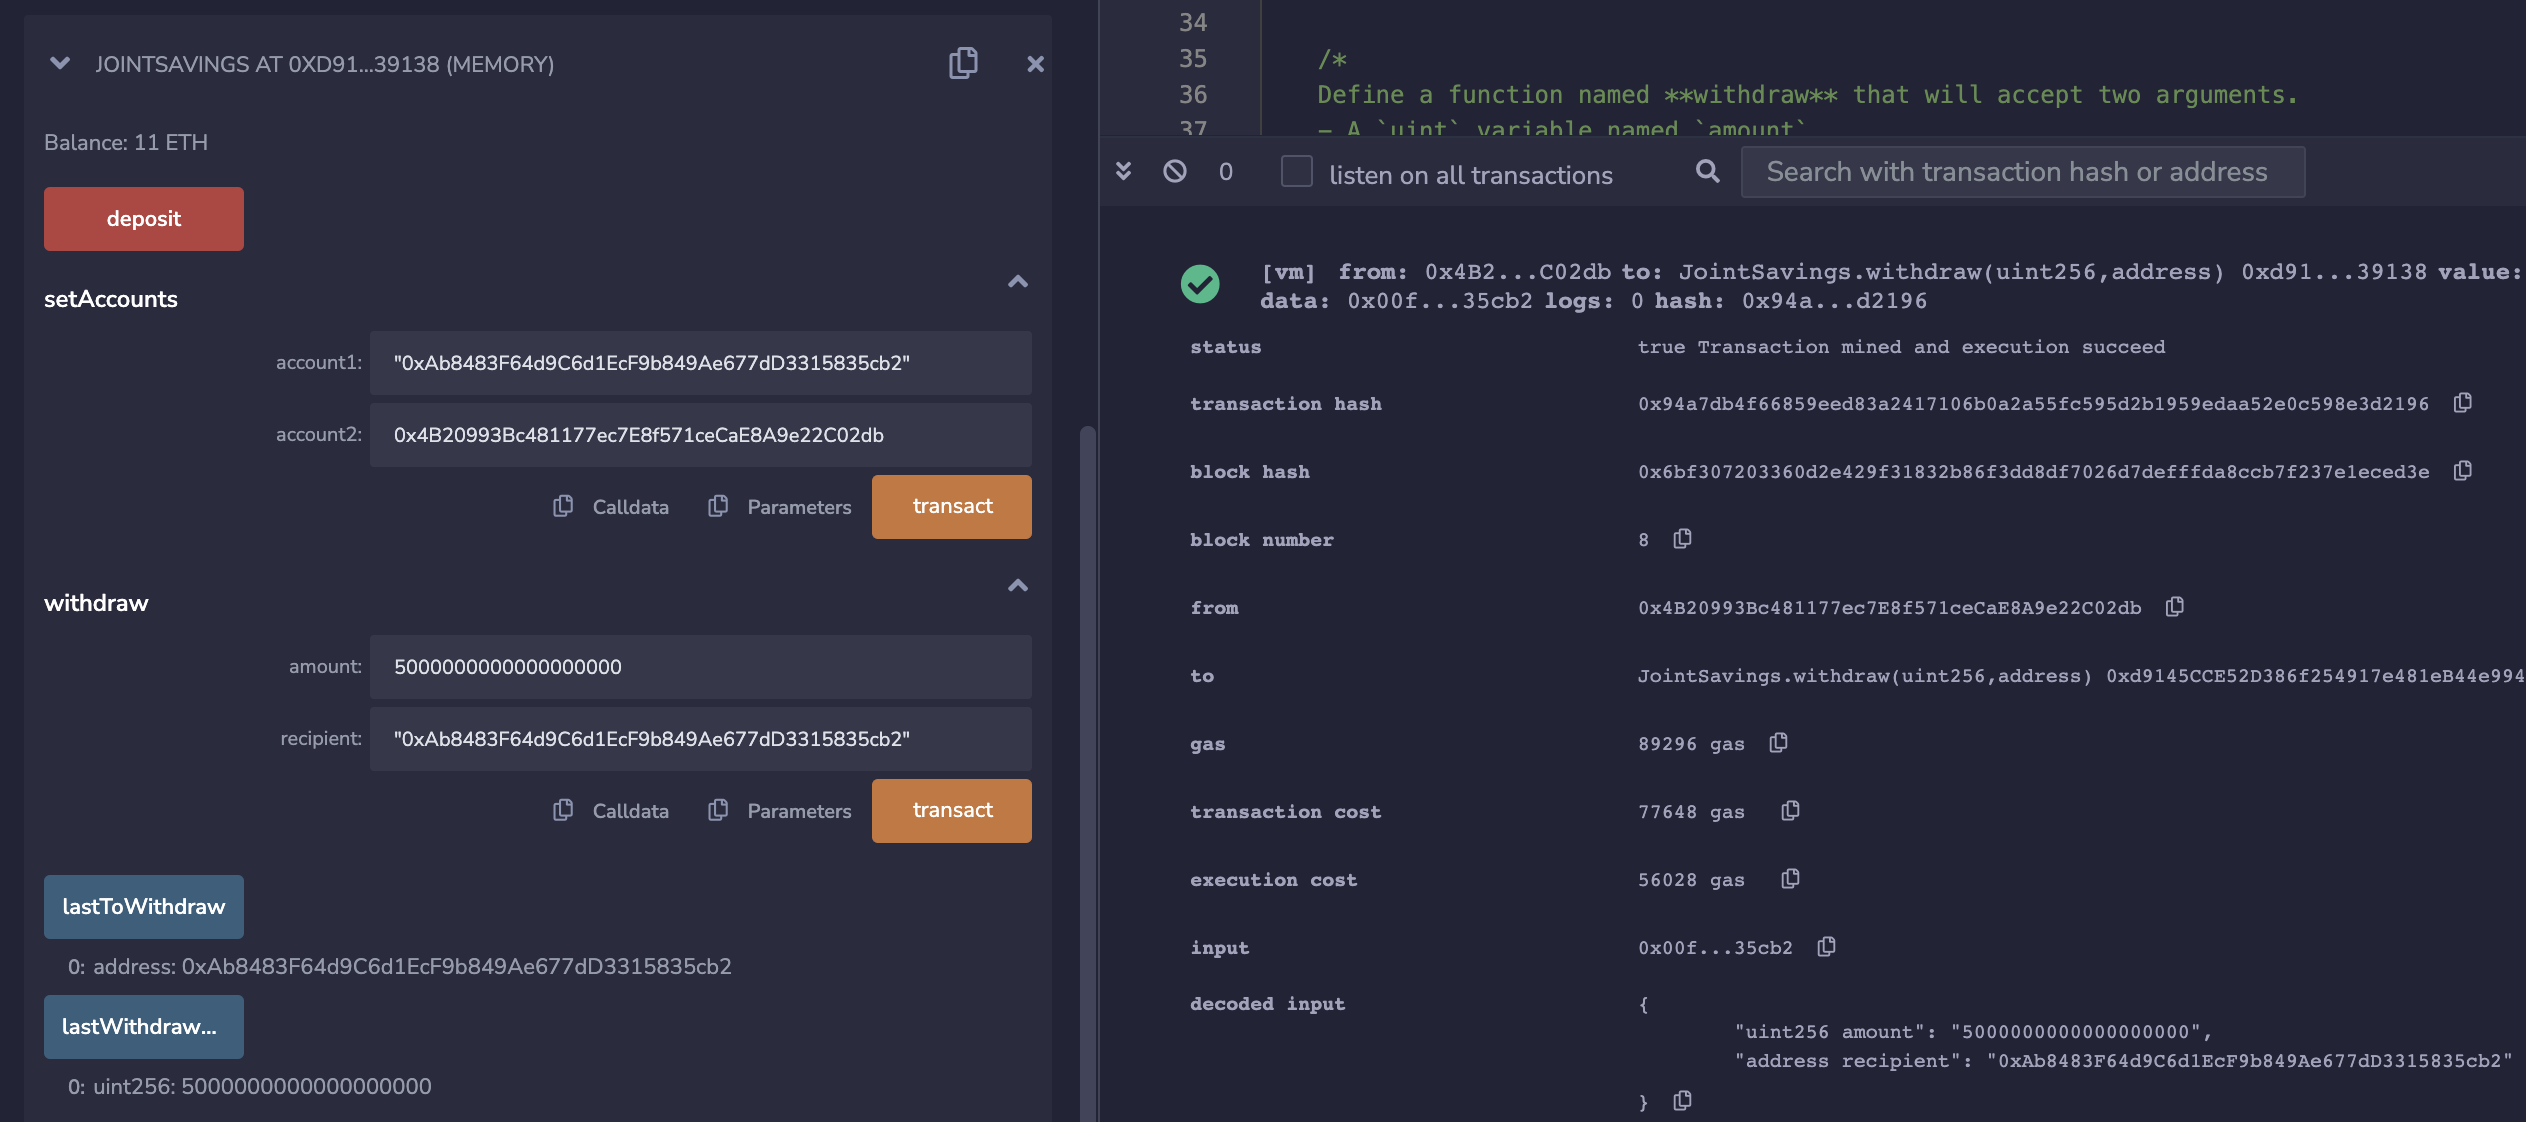 JOINTSAVINGS AT 0XD91...39138 (MEMORY)
Balance: 11 ETH
deposit
setAccounts
account1: "0xAb8483F64d9C6d1EcF9b849Ae677dD3315835cb2"
account2: 0x4B20993Bc481177ec7E8f571ceCaE8A9e22C02db
Calldata Parameters transact
withdraw
amount: 5000000000000000000
recipient: "0xAb8483F64d9C6d1EcF9b849Ae677dD3315835cb2"
Calldata Parameters transact
lastToWithdraw
0: address: 0xAb8483F64d9C6d1EcF9b849Ae677dD3315835cb2
lastWithdraw...
0: uint256: 5000000000000000000
34
35 /*
36 Define a function named **withdraw** that will accept two arguments.
37 - A `uint` variable named `amount`
0 listen on all transactions Search with transaction hash or address
[vm] from: 0x4B2...C02db to: JointSavings.withdraw(uint256,address) 0xd91...39138 value:
data: 0x00f...35cb2 logs: 0 hash: 0x94a...d2196
status true Transaction mined and execution succeed
transaction hash 0x94a7db4f66859eed83a2417106b0a2a55fc595d2b1959edaa52e0c598e3d2196
block hash 0x6bf307203360d2e429f31832b86f3dd8df7026d7defffda8ccb7f237e1eced3e
block number 8
from 0x4B20993Bc481177ec7E8f571ceCaE8A9e22C02db
to JointSavings.withdraw(uint256,address) 0xd9145CCE52D386f254917e481eB44e994
gas 89296 gas
transaction cost 77648 gas
execution cost 56028 gas
input 0x00f...35cb2
decoded input {
"uint256 amount": "5000000000000000000",
"address recipient": "0xAb8483F64d9C6d1EcF9b849Ae677dD3315835cb2"
}